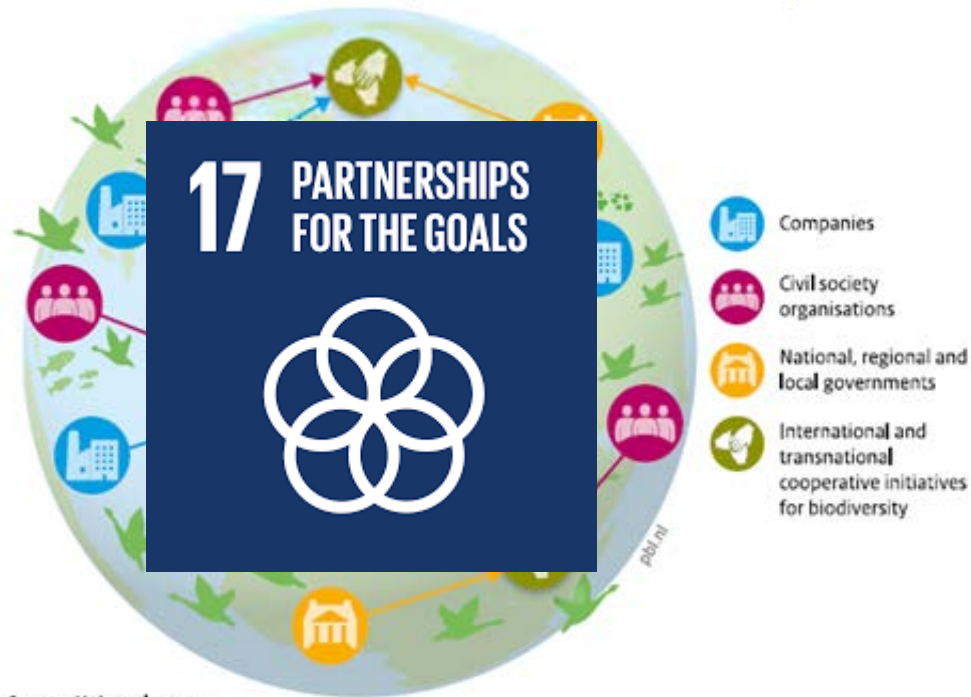 17 PARTNERSHIPS
FOR THE GOALS
Companies
Civil society
organisations
National, regional and
local governments
International and
transnational
cooperative initiatives
for biodiversity
pbl.nl